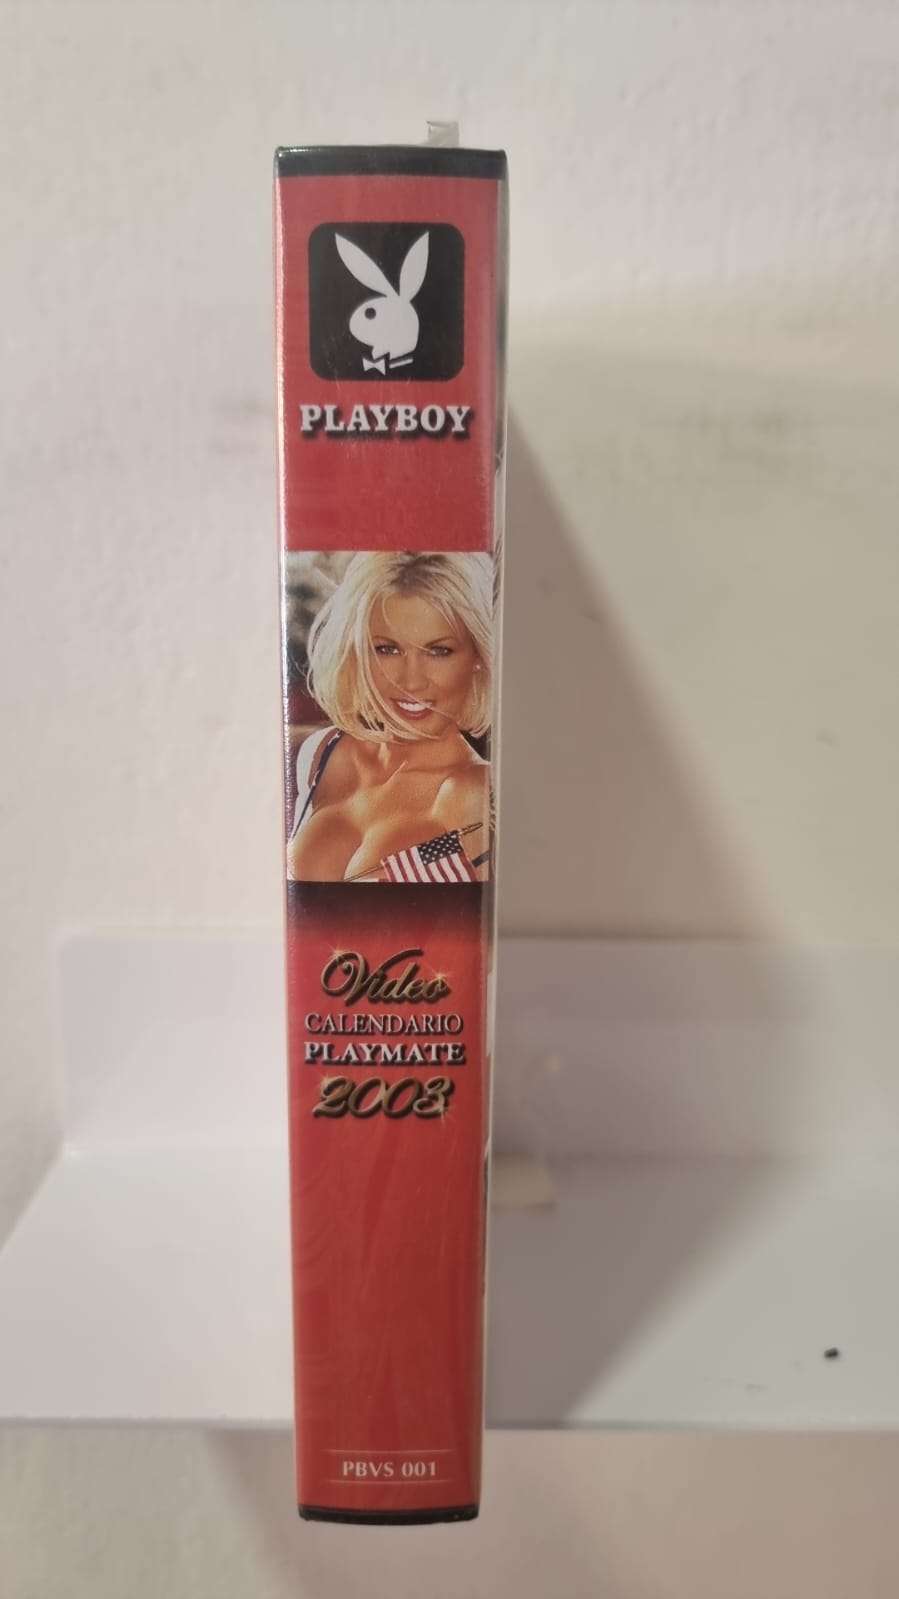 PLAYBOY
Video
CALENDARIO
PLAYMATE
2003
PBVS 001